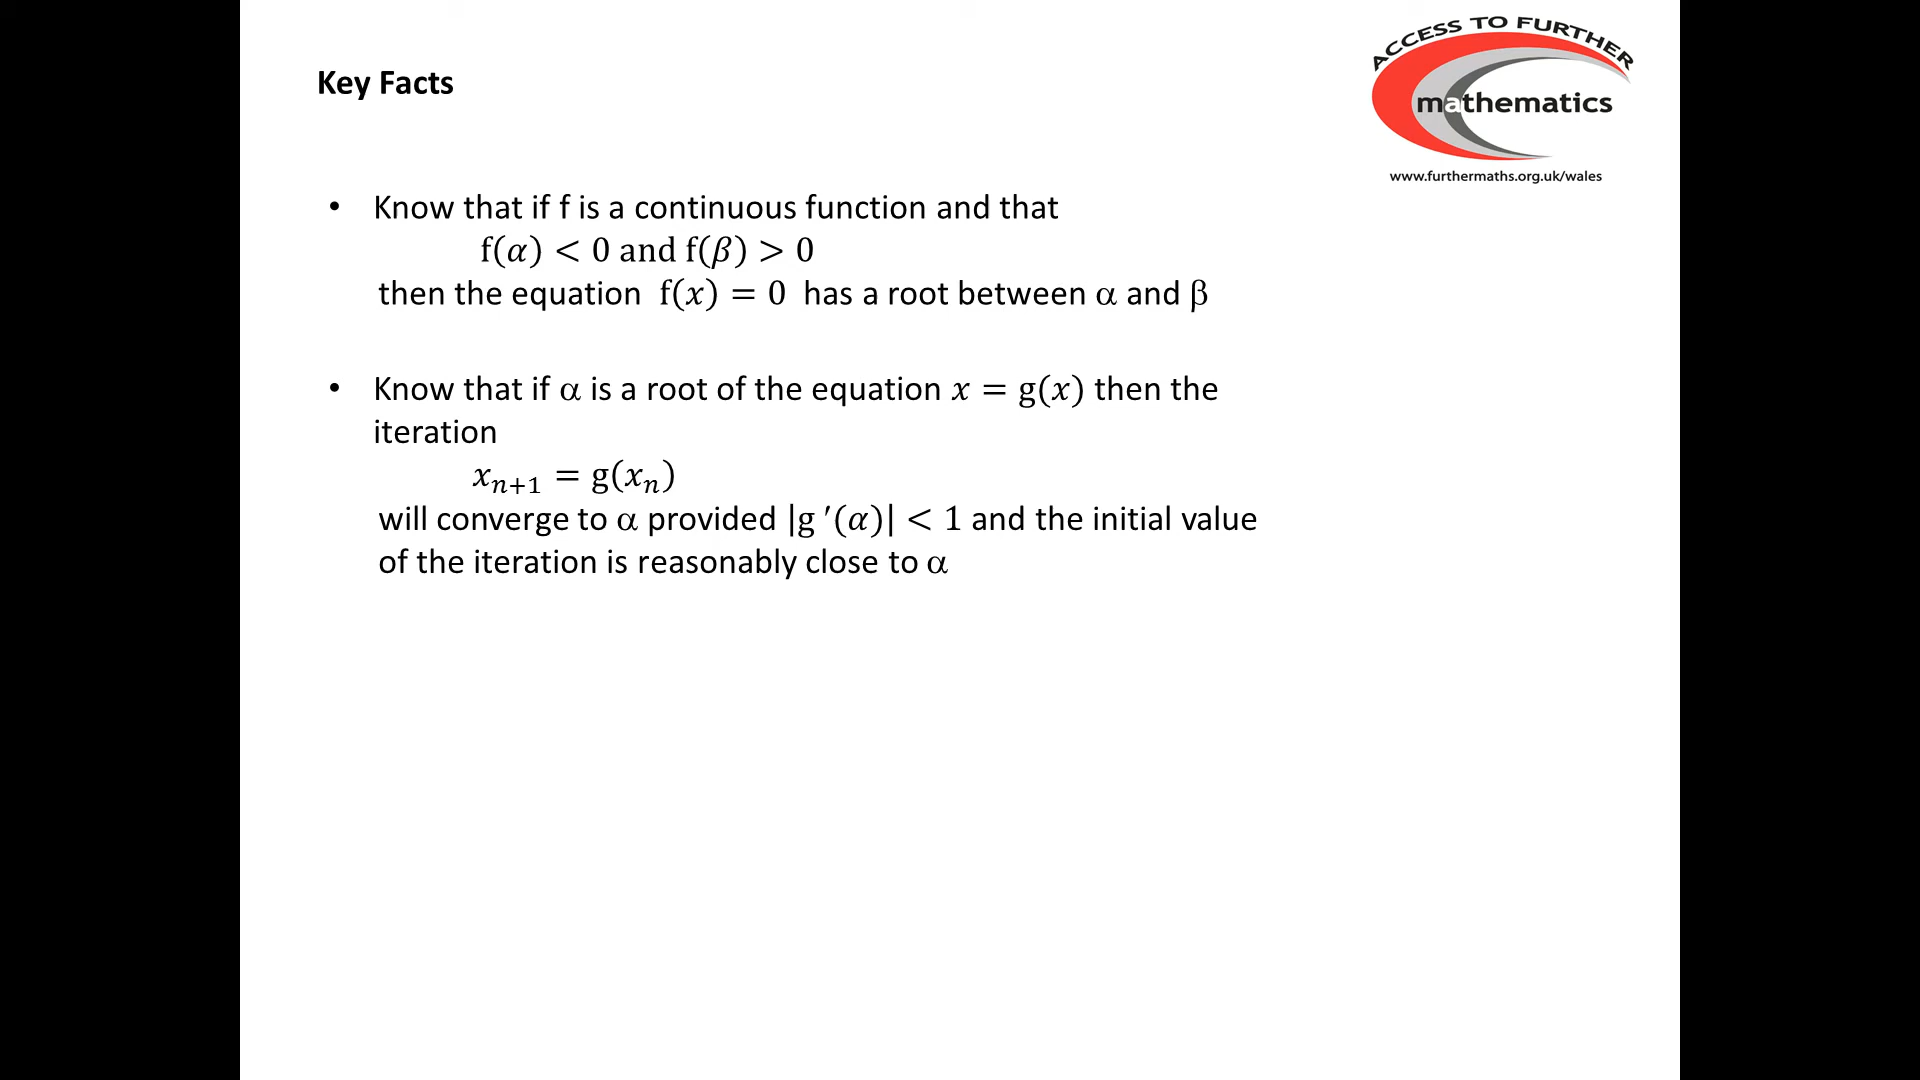 ACCESS TO FURTHER
mathematics
www.furthermaths.org.uk/wales
Key Facts
• Know that if f is a continuous function and that
f(α) < 0 and f(β) > 0
then the equation f(x) = 0 has a root between α and β
• Know that if α is a root of the equation x = g(x) then the
iteration
xₙ₊₁ = g(xₙ)
will converge to α provided |g ′(α)| < 1 and the initial value
of the iteration is reasonably close to α